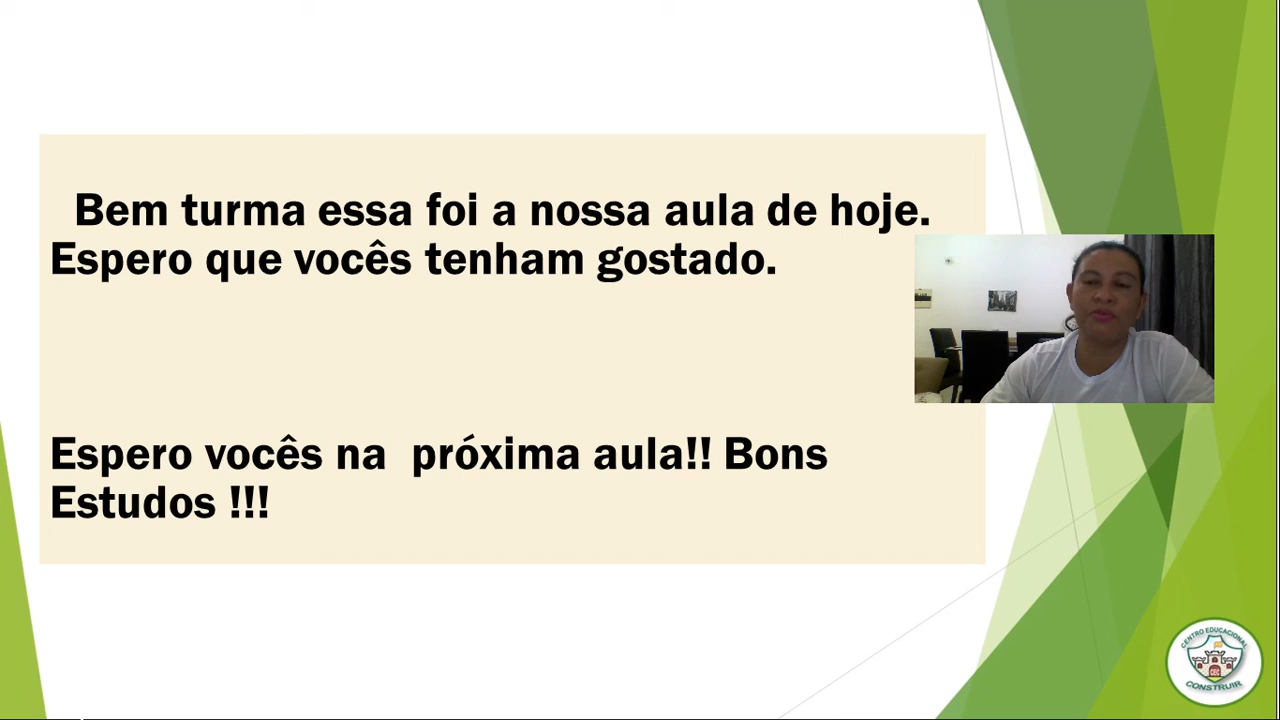 Bem turma essa foi a nossa aula de hoje.
Espero que vocês tenham gostado.
Espero vocês na  próxima aula!! Bons
Estudos !!!
CENTRO EDUCACIONAL
CEC
CONSTRUIR